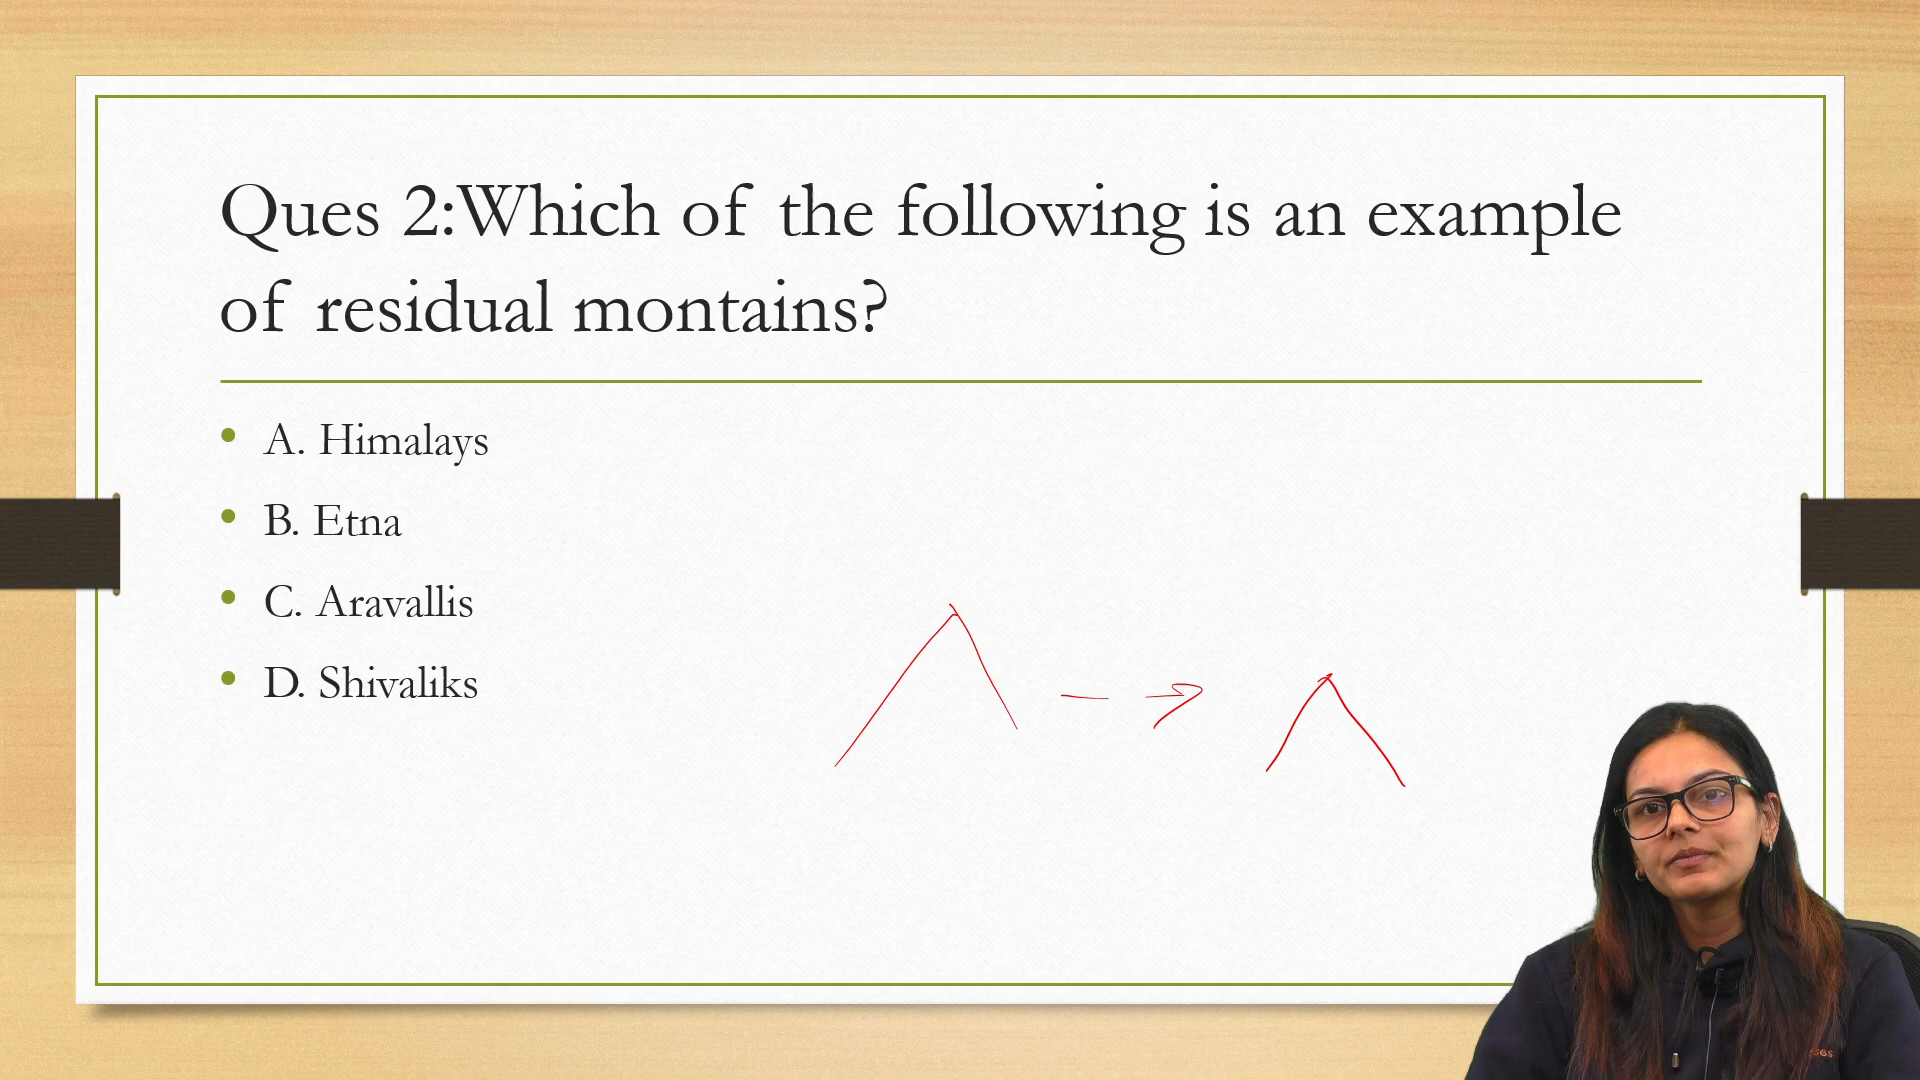 Ques 2:Which of the following is an example
of residual montains?
• A. Himalays
• B. Etna
• C. Aravallis
• D. Shivaliks